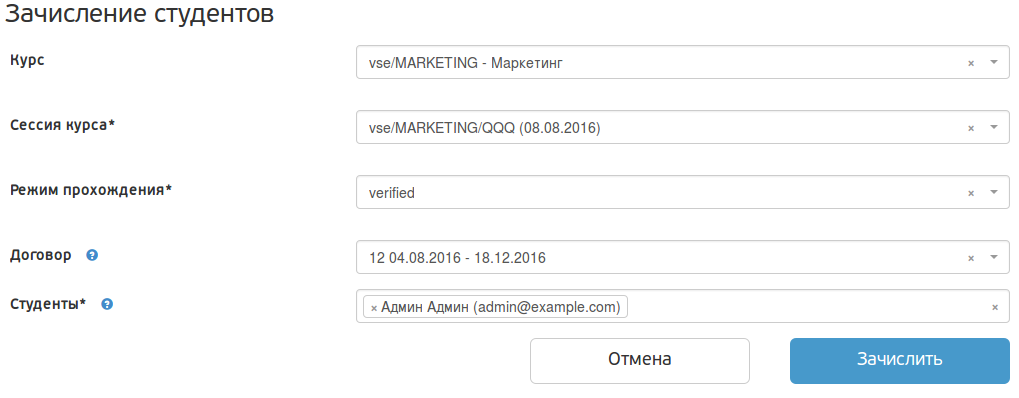 Зачисление студентов
Курс
vse/MARKETING - Маркетинг ×
Сессия курса*
vse/MARKETING/QQQ (08.08.2016) ×
Режим прохождения*
verified ×
Договор ?
12 04.08.2016 - 18.12.2016 ×
Студенты* ?
× Админ Админ (admin@example.com) ×
Отмена Зачислить